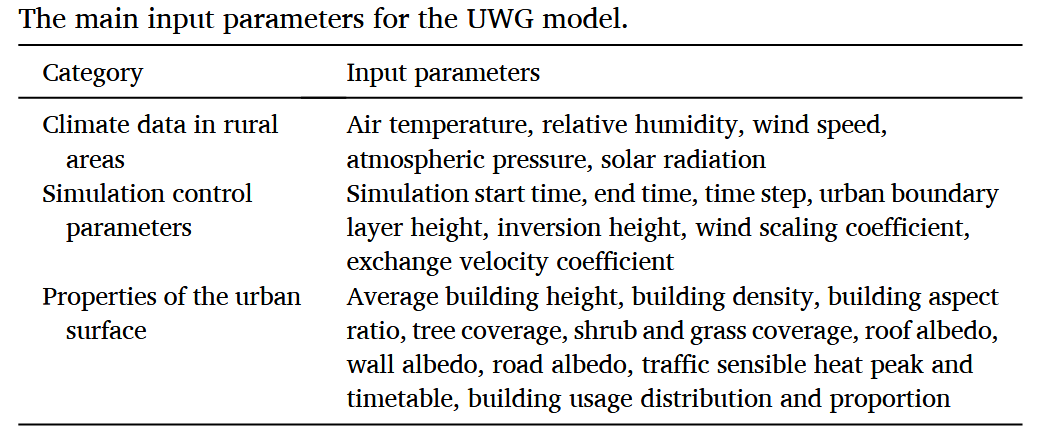 The main input parameters for the UWG model.
Category Input parameters
Climate data in rural areas Air temperature, relative humidity, wind speed,
atmospheric pressure, solar radiation
Simulation control parameters Simulation start time, end time, time step, urban boundary
layer height, inversion height, wind scaling coefficient,
exchange velocity coefficient
Properties of the urban surface Average building height, building density, building aspect
ratio, tree coverage, shrub and grass coverage, roof albedo,
wall albedo, road albedo, traffic sensible heat peak and
timetable, building usage distribution and proportion